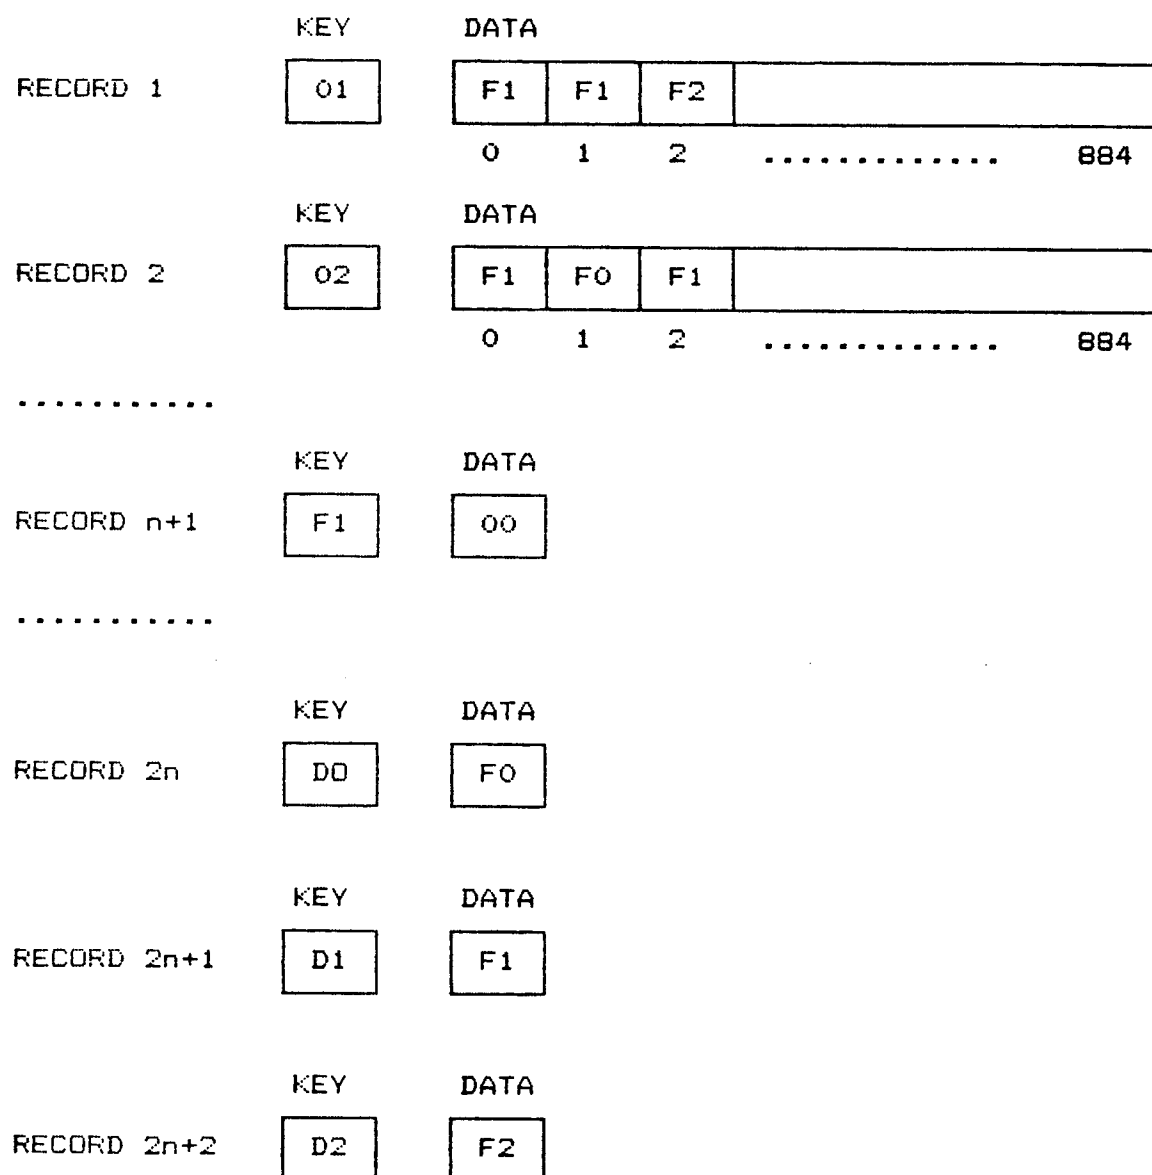 KEY DATA
RECORD 1 01 F1 F1 F2
0 1 2 ............. 884
KEY DATA
RECORD 2 02 F1 F0 F1
0 1 2 ............. 884
...........
KEY DATA
RECORD n+1 F1 00
...........
KEY DATA
RECORD 2n D0 F0
KEY DATA
RECORD 2n+1 D1 F1
KEY DATA
RECORD 2n+2 D2 F2